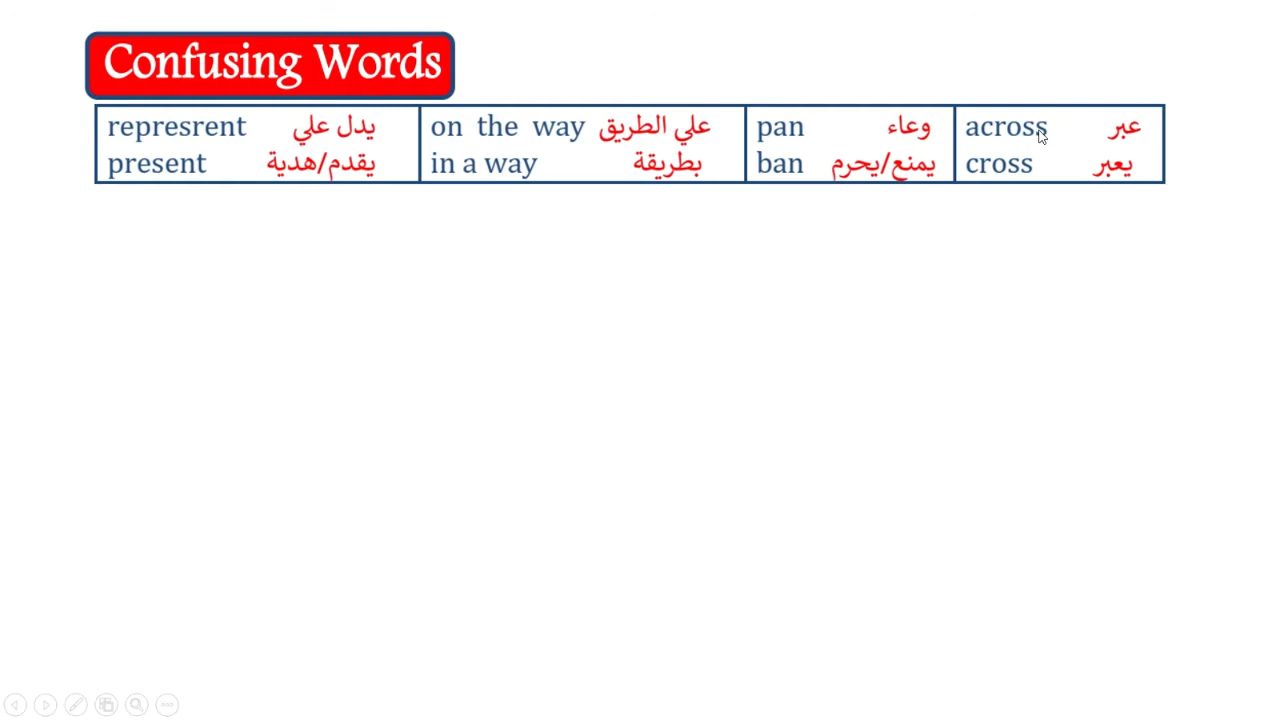 Confusing Words
represrent يدل علي
present يقدم/هدية
on the way علي الطريق
in a way بطريقة
pan وعاء
ban يمنع/يحرم
across عبر
cross يعبر